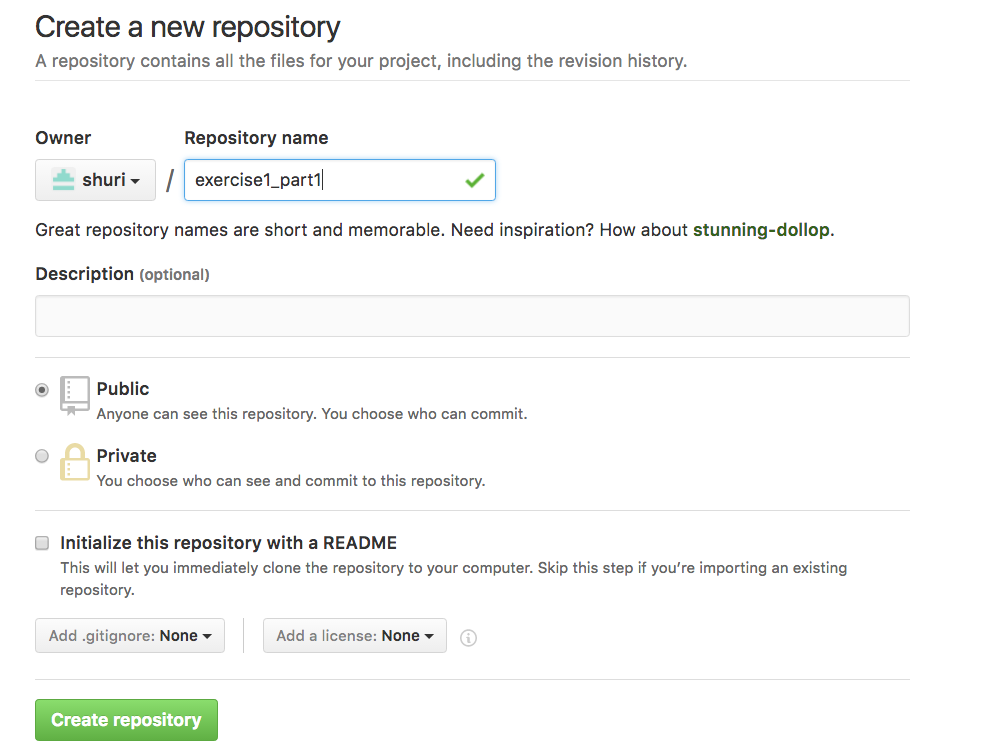 Create a new repository
A repository contains all the files for your project, including the revision history.
Owner Repository name
shuri / exercise1_part1
Great repository names are short and memorable. Need inspiration? How about stunning-dollop.
Description (optional)
Public
Anyone can see this repository. You choose who can commit.
Private
You choose who can see and commit to this repository.
Initialize this repository with a README
This will let you immediately clone the repository to your computer. Skip this step if you’re importing an existing
repository.
Add .gitignore: None Add a license: None
Create repository